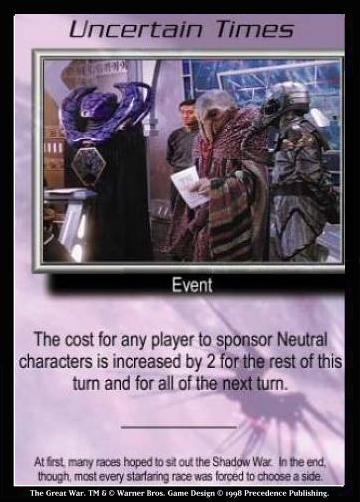 Uncertain Times
Event
The cost for any player to sponsor Neutral
characters is increased by 2 for the rest of this
turn and for all of the next turn.
At first, many races hoped to sit out the Shadow War. In the end,
though, most every starfaring race was forced to choose a side.
The Great War. TM & © Warner Bros. Game Design © 1998 Precedence Publishing.